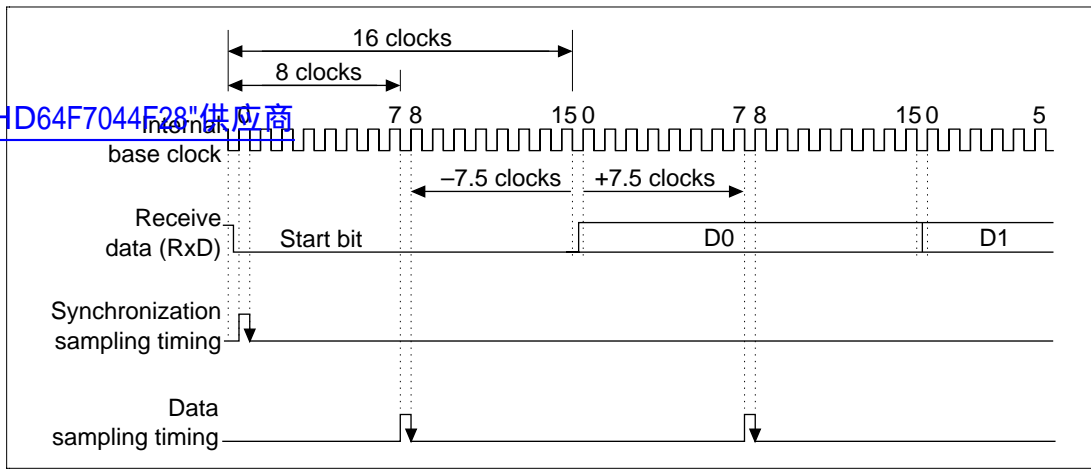 16 clocks
8 clocks
HD64F7044F28"供应商
0 7 8 15 0 7 8 15 0 5
Internal
base clock
–7.5 clocks +7.5 clocks
Receive
data (RxD)
Start bit D0 D1
Synchronization
sampling timing
Data
sampling timing